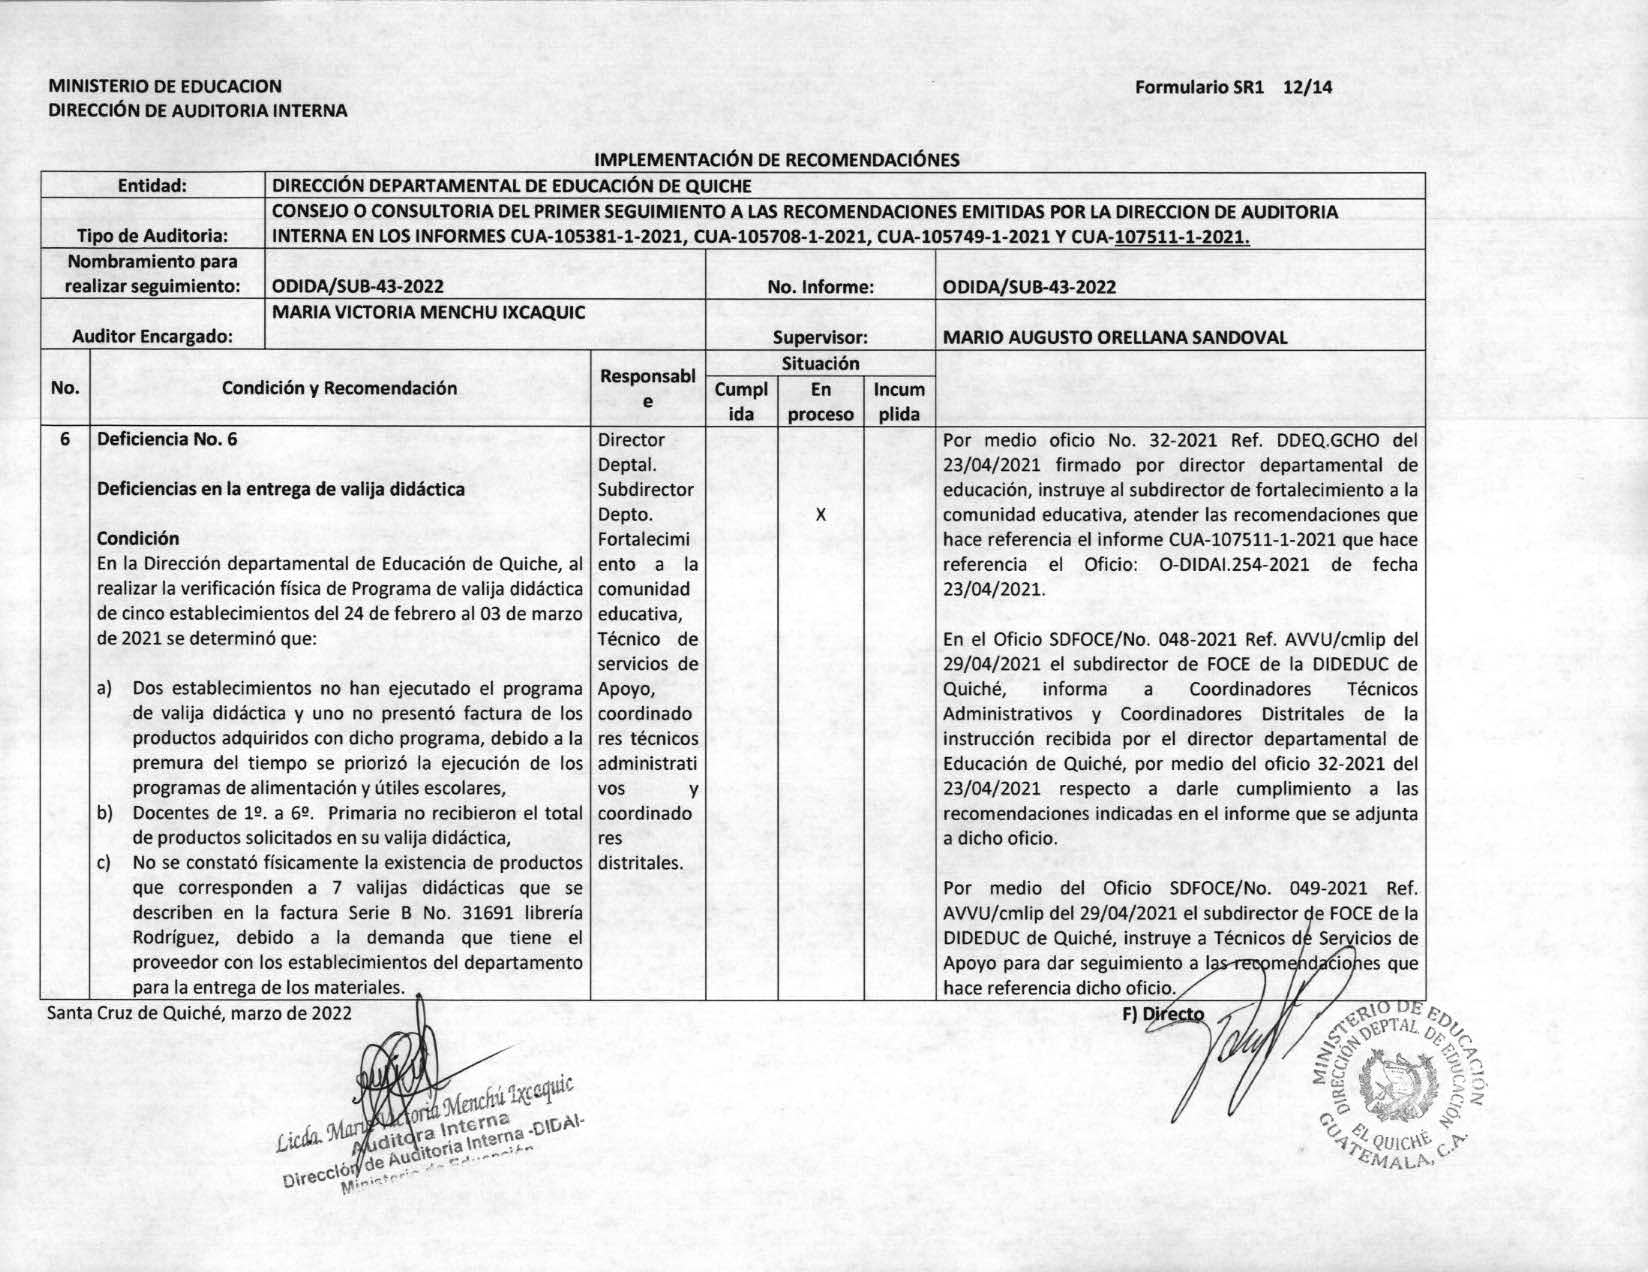 MINISTERIO DE EDUCACION
DIRECCIÓN DE AUDITORIA INTERNA
Formulario SR1 12/14
IMPLEMENTACIÓN DE RECOMENDACIÓNES
Entidad:
DIRECCIÓN DEPARTAMENTAL DE EDUCACIÓN DE QUICHE
Tipo de Auditoria:
CONSEJO O CONSULTORIA DEL PRIMER SEGUIMIENTO A LAS RECOMENDACIONES EMITIDAS POR LA DIRECCION DE AUDITORIA
INTERNA EN LOS INFORMES CUA-105381-1-2021, CUA-105708-1-2021, CUA-105749-1-2021 Y CUA-107511-1-2021.
Nombramiento para
realizar seguimiento:
ODIDA/SUB-43-2022
No. Informe:
ODIDA/SUB-43-2022
Auditor Encargado:
MARIA VICTORIA MENCHU IXCAQUIC
Supervisor:
MARIO AUGUSTO ORELLANA SANDOVAL
No.
Condición y Recomendación
Responsabl
e
Situación
Cumpl
ida
En
proceso
Incum
plida
6
Deficiencia No. 6
Deficiencias en la entrega de valija didáctica
Condición
En la Dirección departamental de Educación de Quiche, al
realizar la verificación física de Programa de valija didáctica
de cinco establecimientos del 24 de febrero al 03 de marzo
de 2021 se determinó que:
a) Dos establecimientos no han ejecutado el programa
de valija didáctica y uno no presentó factura de los
productos adquiridos con dicho programa, debido a la
premura del tiempo se priorizó la ejecución de los
programas de alimentación y útiles escolares,
b) Docentes de 1º. a 6º. Primaria no recibieron el total
de productos solicitados en su valija didáctica,
c) No se constató físicamente la existencia de productos
que corresponden a 7 valijas didácticas que se
describen en la factura Serie B No. 31691 librería
Rodríguez, debido a la demanda que tiene el
proveedor con los establecimientos del departamento
para la entrega de los materiales.
Director
Deptal.
Subdirector
Depto.
Fortalecimi
ento a la
comunidad
educativa,
Técnico de
servicios de
Apoyo,
coordinado
res técnicos
administrati
vos y
coordinado
res
distritales.
X
Por medio oficio No. 32-2021 Ref. DDEQ.GCHO del
23/04/2021 firmado por director departamental de
educación, instruye al subdirector de fortalecimiento a la
comunidad educativa, atender las recomendaciones que
hace referencia el informe CUA-107511-1-2021 que hace
referencia el Oficio: O-DIDAI.254-2021 de fecha
23/04/2021.
En el Oficio SDFOCE/No. 048-2021 Ref. AVVU/cmlip del
29/04/2021 el subdirector de FOCE de la DIDEDUC de
Quiché, informa a Coordinadores Técnicos
Administrativos y Coordinadores Distritales de la
instrucción recibida por el director departamental de
Educación de Quiché, por medio del oficio 32-2021 del
23/04/2021 respecto a darle cumplimiento a las
recomendaciones indicadas en el informe que se adjunta
a dicho oficio.
Por medio del Oficio SDFOCE/No. 049-2021 Ref.
AVVU/cmlip del 29/04/2021 el subdirector de FOCE de la
DIDEDUC de Quiché, instruye a Técnicos de Servicios de
Apoyo para dar seguimiento a las recomendaciones que
hace referencia dicho oficio.
Santa Cruz de Quiché, marzo de 2022
F) Directo
Licda. Maria Victoria Menchú Ixcaquic
Auditora Interna
Dirección de Auditoria Interna -DIDAI-
Ministerio de Educación
MINISTERIO DE EDUCACIÓN
DIRECCIÓN DEPTAL. DE EDUCACIÓN
EL QUICHÉ
GUATEMALA, C.A.